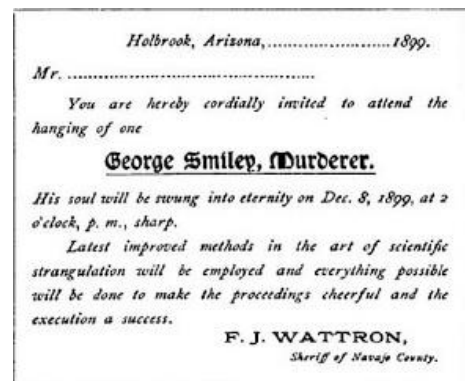 Holbrook, Arizona,........................1899.
Mr. ................................................
You are hereby cordially invited to attend the
hanging of one
George Smiley, Murderer.
His soul will be swung into eternity on Dec. 8, 1899, at 2
o'clock, p. m., sharp.
Latest improved methods in the art of scientific
strangulation will be employed and everything possible
will be done to make the proceedings cheerful and the
execution a success.
F. J. WATTRON,
Sheriff of Navajo County.